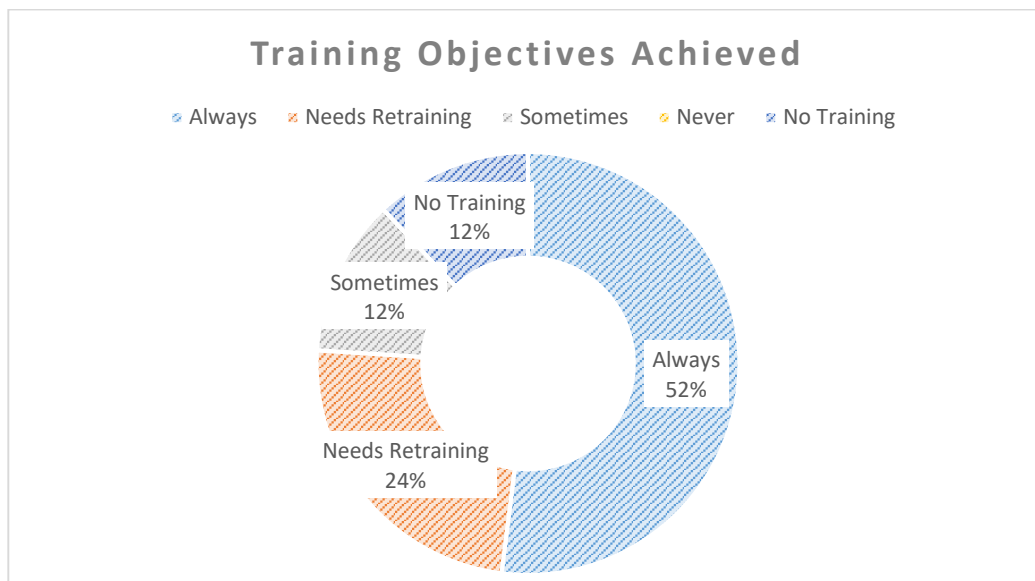 Training Objectives Achieved
Always Needs Retraining Sometimes Never No Training
No Training
12%
Sometimes
12%
Always
52%
Needs Retraining
24%